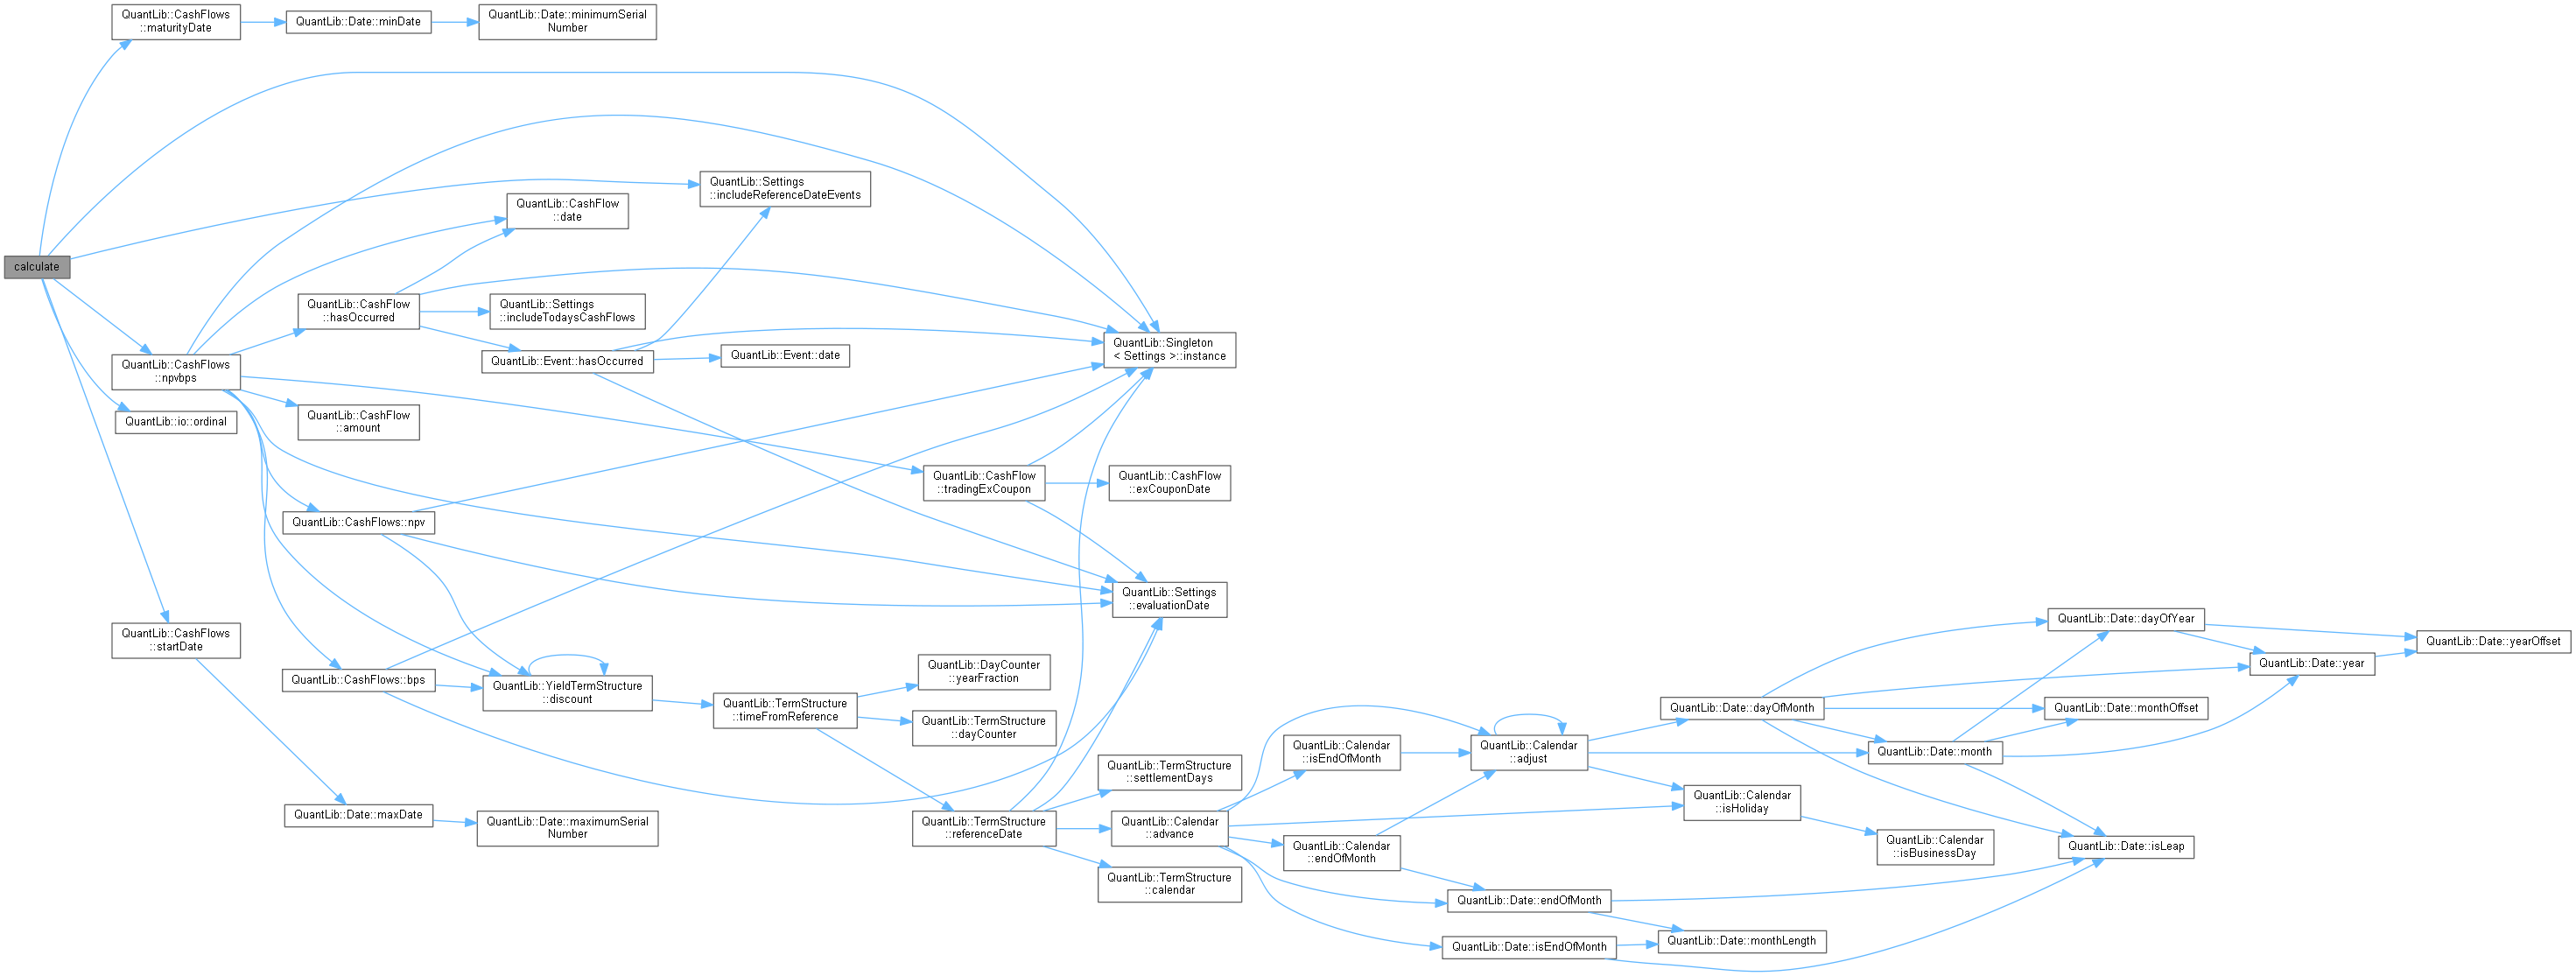 calculate
QuantLib::CashFlows
::maturityDate
QuantLib::Date::minDate
QuantLib::Date::minimumSerial
Number
QuantLib::Settings
::includeReferenceDateEvents
QuantLib::CashFlow
::date
QuantLib::CashFlow
::hasOccurred
QuantLib::Settings
::includeTodaysCashFlows
QuantLib::Event::hasOccurred
QuantLib::Event::date
QuantLib::Singleton
< Settings >::instance
QuantLib::CashFlows
::npvbps
QuantLib::io::ordinal
QuantLib::CashFlow
::amount
QuantLib::CashFlow
::tradingExCoupon
QuantLib::CashFlow
::exCouponDate
QuantLib::CashFlows::npv
QuantLib::Settings
::evaluationDate
QuantLib::CashFlows
::startDate
QuantLib::CashFlows::bps
QuantLib::YieldTermStructure
::discount
QuantLib::TermStructure
::timeFromReference
QuantLib::DayCounter
::yearFraction
QuantLib::TermStructure
::dayCounter
QuantLib::Date::maxDate
QuantLib::Date::maximumSerial
Number
QuantLib::TermStructure
::referenceDate
QuantLib::TermStructure
::settlementDays
QuantLib::Calendar
::advance
QuantLib::TermStructure
::calendar
QuantLib::Calendar
::isEndOfMonth
QuantLib::Calendar
::endOfMonth
QuantLib::Calendar
::adjust
QuantLib::Date::endOfMonth
QuantLib::Date::isEndOfMonth
QuantLib::Date::dayOfMonth
QuantLib::Calendar
::isHoliday
QuantLib::Date::monthLength
QuantLib::Date::month
QuantLib::Calendar
::isBusinessDay
QuantLib::Date::dayOfYear
QuantLib::Date::monthOffset
QuantLib::Date::isLeap
QuantLib::Date::year
QuantLib::Date::yearOffset